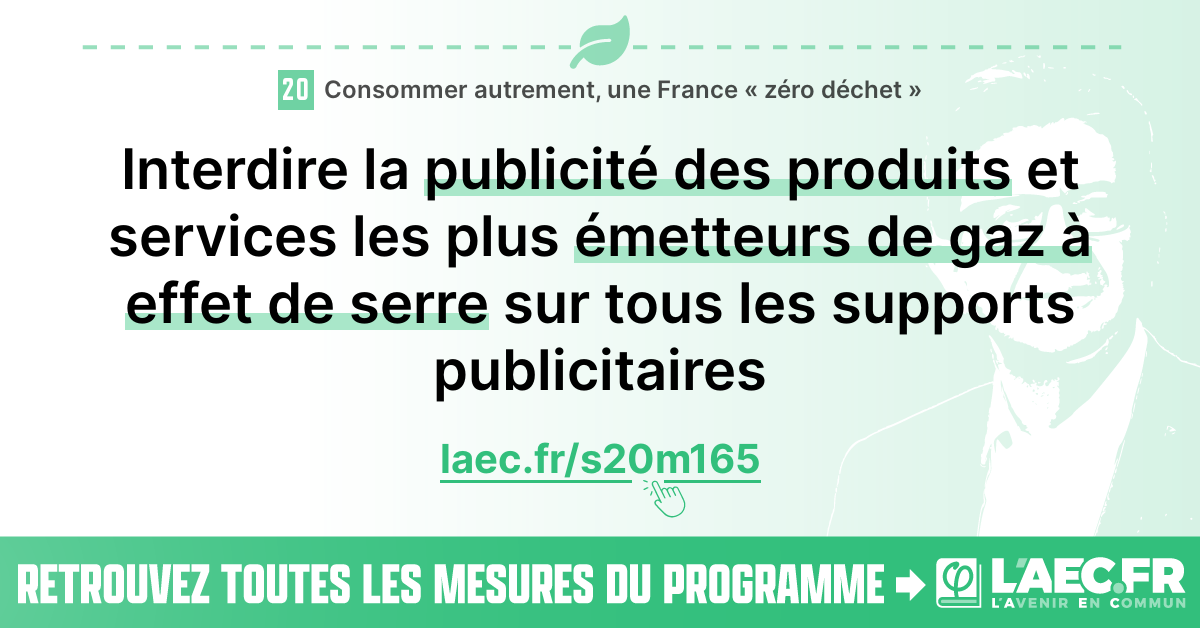 20 Consommer autrement, une France « zéro déchet »
Interdire la publicité des produits et
services les plus émetteurs de gaz à
effet de serre sur tous les supports
publicitaires
laec.fr/s20m165
RETROUVEZ TOUTES LES MESURES DU PROGRAMME → φ L'AEC.FR
L'AVENIR EN COMMUN